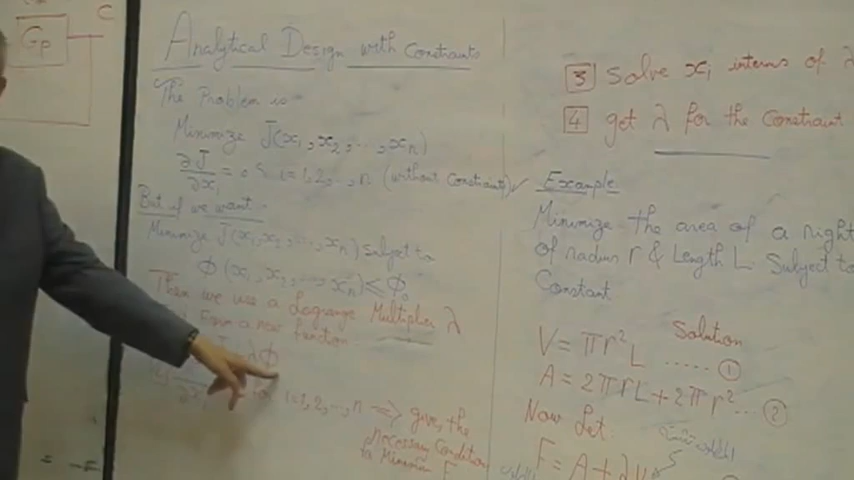 C
Gp
Analytical Design with Constraints
The Problem is -
Minimize J(x₁, x₂, ..., xₙ)
∂J/∂xᵢ = 0 & i=1,2,..,n (without Constraints)
But if we want -
Minimize J(x₁,x₂,...,xₙ) subject to
Φ(x₁, x₂, ..., xₙ) ≤ Φ₀
Then we use a Lagrange Multiplier λ
Form a new function
λΦ
for i=1,2,..,n => give, the
necessary Condition
to Minimize F
3 Solve xᵢ interms of λ
4 get λ for the Constraint
Example
Minimize the area of a right
of radius r & Length L Subject to
Constant
Solution
V = πr²L ..... 1
A = 2πrL + 2πr² ... 2
Now Let
F = A + λV